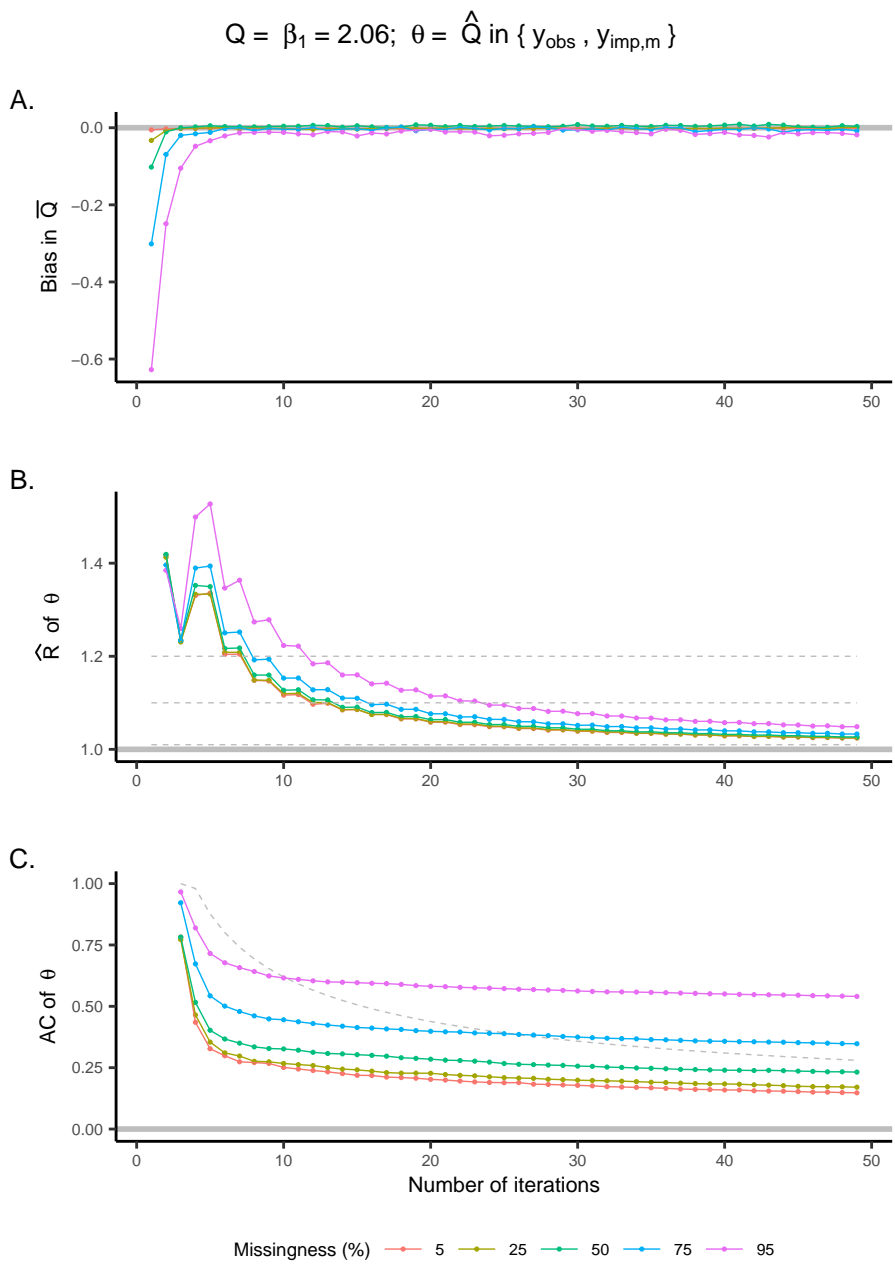 Q = β₁ = 2.06; θ = Q̂ in { y_obs , y_imp,m }
A.
0.0
−0.2
−0.4
−0.6
Bias in Q̅
0 10 20 30 40 50
B.
1.4
1.2
1.0
R̂ of θ
0 10 20 30 40 50
C.
1.00
0.75
0.50
0.25
0.00
AC of θ
0 10 20 30 40 50
Number of iterations
Missingness (%) 5 25 50 75 95